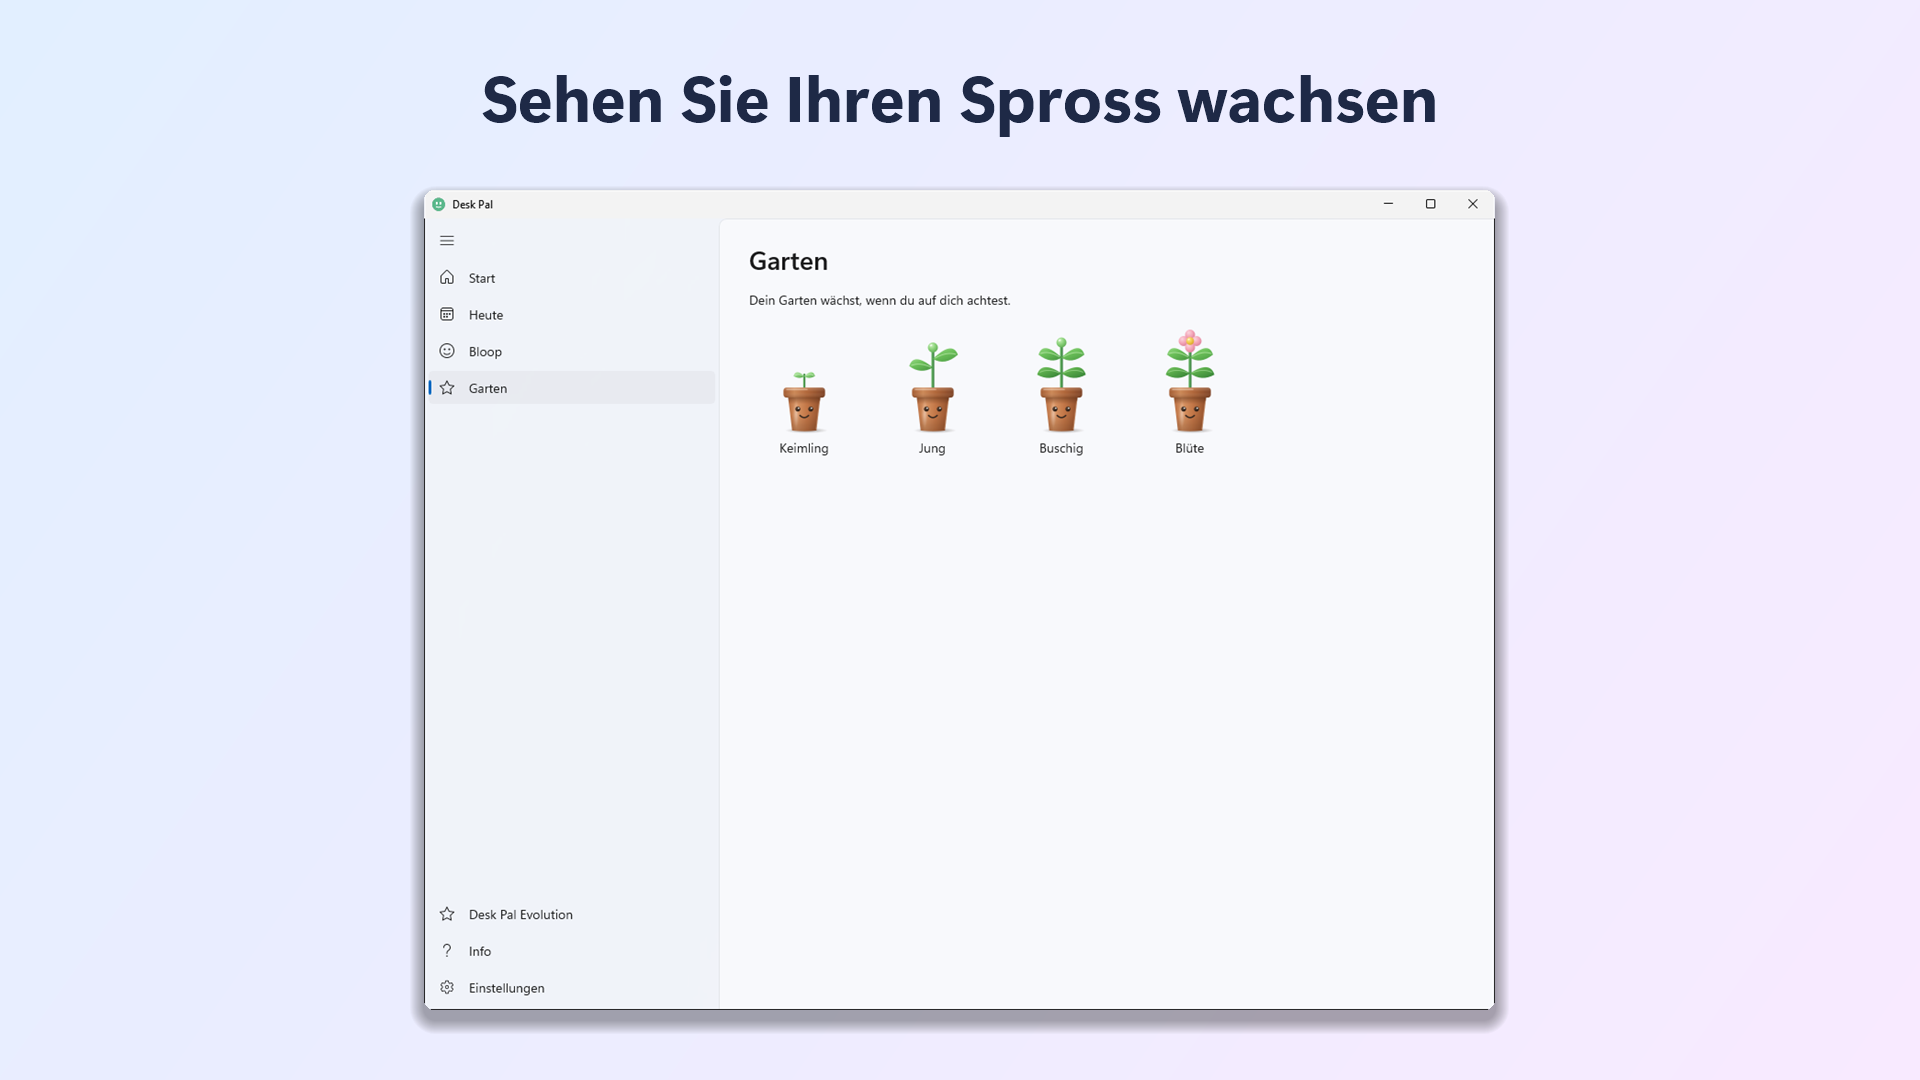 Sehen Sie Ihren Spross wachsen
Desk Pal
Start
Heute
Bloop
Garten
Garten
Dein Garten wächst, wenn du auf dich achtest.
Keimling
Jung
Buschig
Blüte
Desk Pal Evolution
Info
Einstellungen